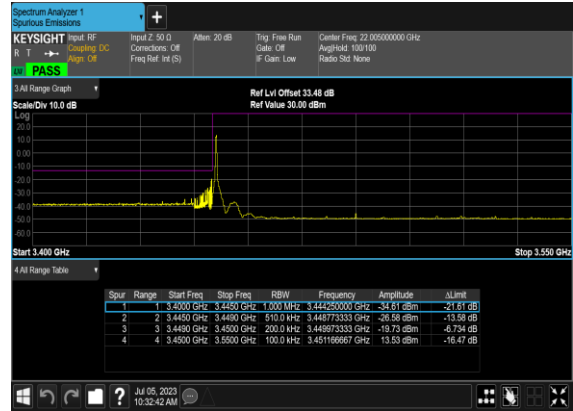 Spectrum Analyzer 1
Spurious Emissions
+
KEYSIGHT Input: RF
R T Coupling: DC
Align: Off
Input Z: 50 Ω
Corrections: Off
Freq Ref: Int (S)
Atten: 20 dB
Trig: Free Run
Gate: Off
IF Gain: Low
Center Freq: 22.005000000 GHz
Avg|Hold: 100/100
Radio Std: None
PASS
3 All Range Graph
Ref Lvl Offset 33.48 dB
Scale/Div 10.0 dB
Ref Value 30.00 dBm
Log
20.0
10.0
0.00
-10.0
-20.0
-30.0
-40.0
-50.0
-60.0
Start 3.400 GHz
Stop 3.550 GHz
4 All Range Table
Spur Range Start Freq Stop Freq RBW Frequency Amplitude ΔLimit
1 1 3.4000 GHz 3.4450 GHz 1.000 MHz 3.444250000 GHz -34.61 dBm -21.61 dB
2 2 3.4450 GHz 3.4490 GHz 510.0 kHz 3.448773333 GHz -26.58 dBm -13.58 dB
3 3 3.4490 GHz 3.4500 GHz 200.0 kHz 3.449973333 GHz -19.73 dBm -6.734 dB
4 4 3.4500 GHz 3.5500 GHz 100.0 kHz 3.451166667 GHz 13.53 dBm -16.47 dB
?
Jul 05, 2023
10:32:42 AM